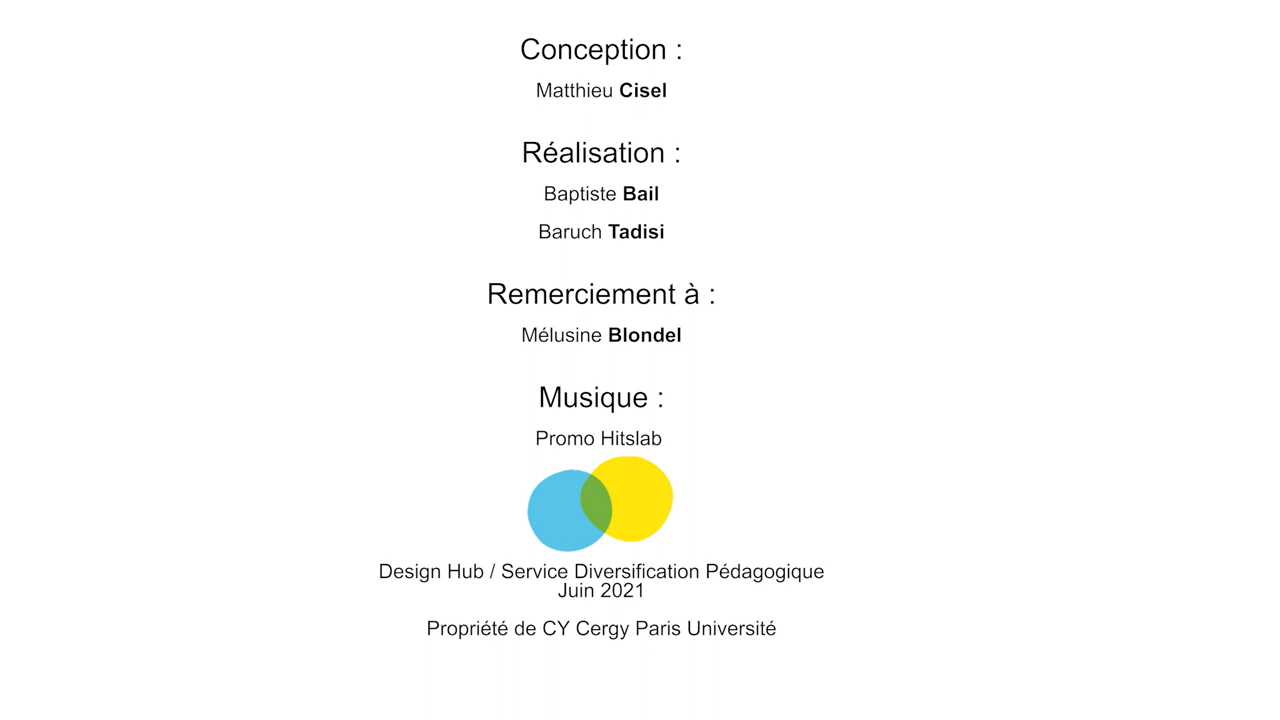 Conception :
Matthieu Cisel
Réalisation :
Baptiste Bail
Baruch Tadisi
Remerciement à :
Mélusine Blondel
Musique :
Promo Hitslab
Design Hub / Service Diversification Pédagogique
Juin 2021
Propriété de CY Cergy Paris Université